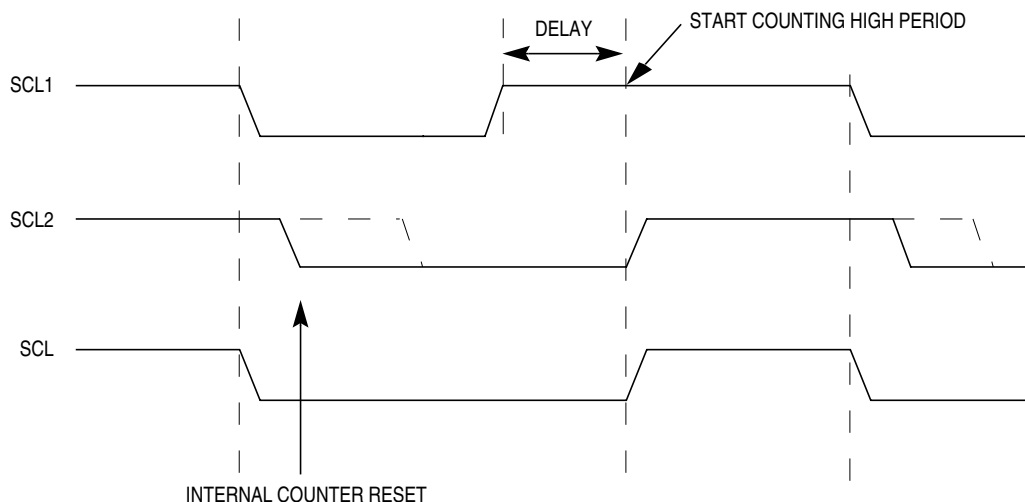 START COUNTING HIGH PERIOD
DELAY
SCL1
SCL2
SCL
INTERNAL COUNTER RESET